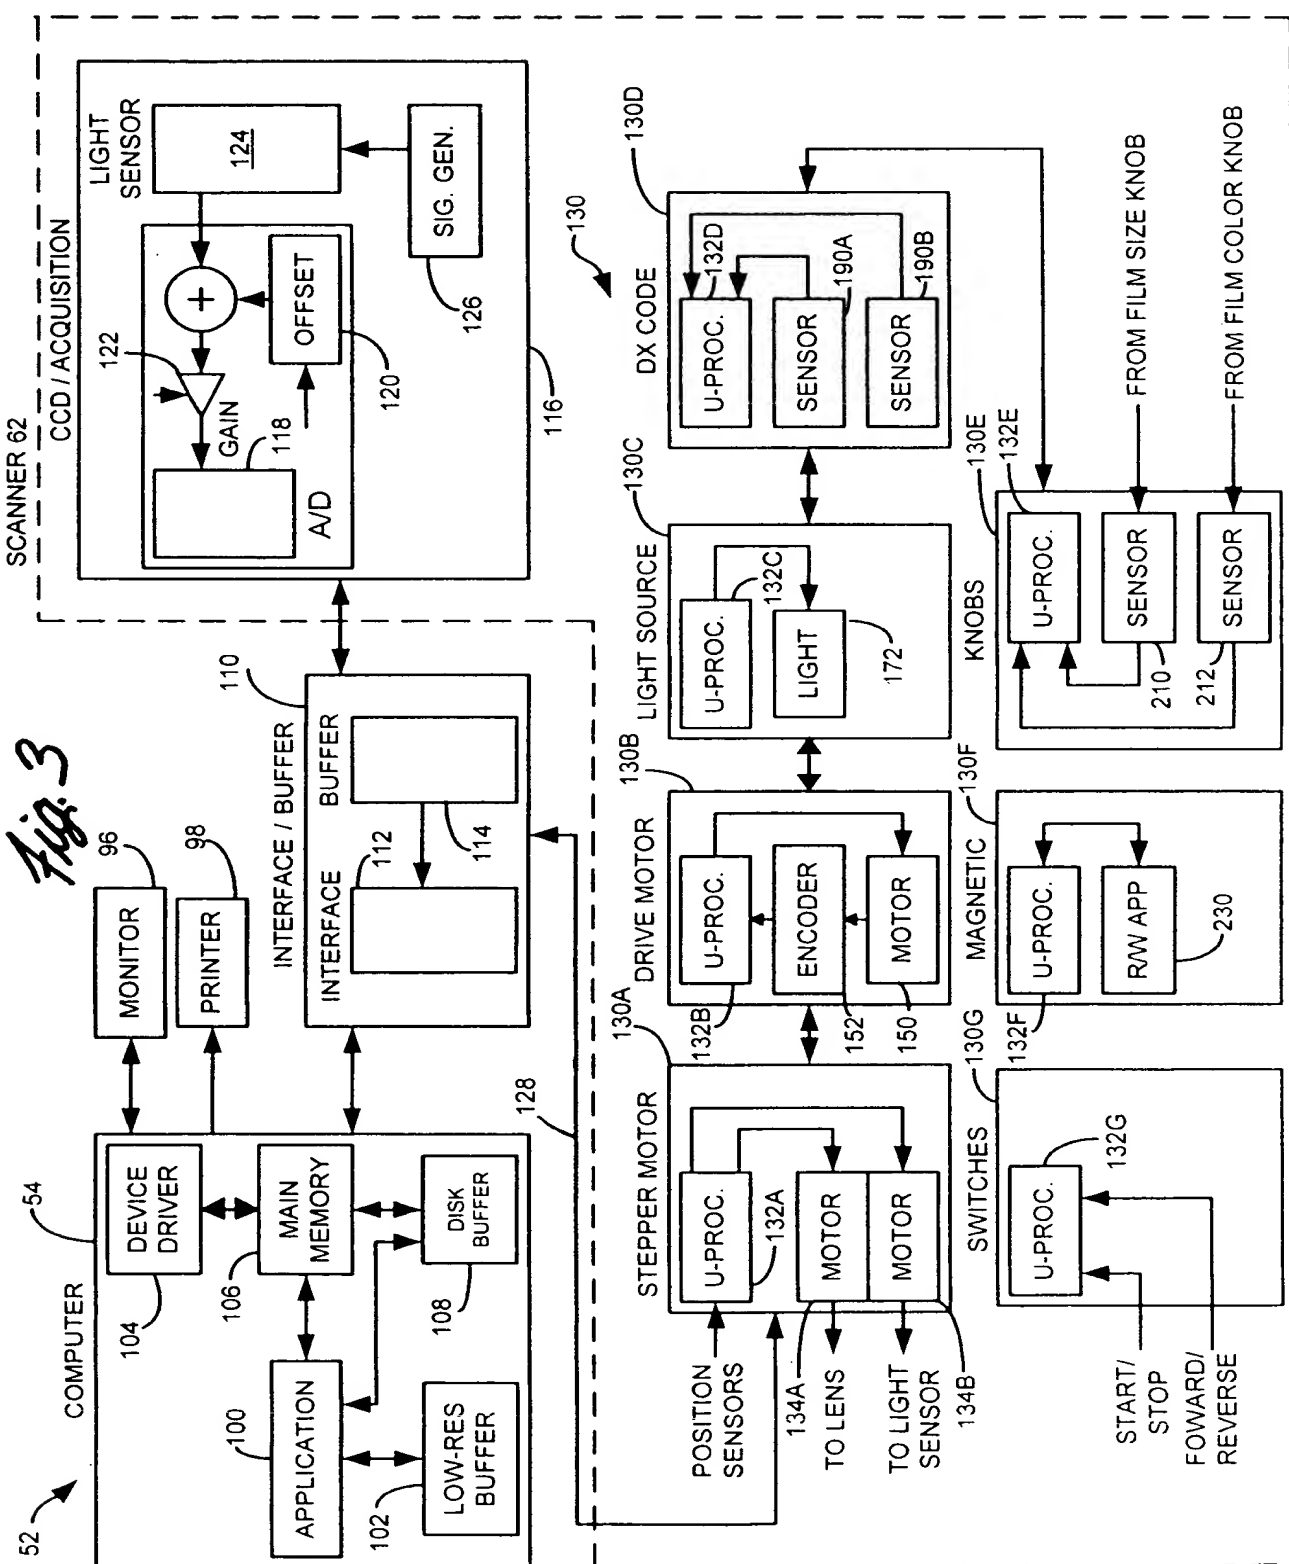 Fig. 3
52
COMPUTER
54
DEVICE
DRIVER
104
MAIN
MEMORY
106
DISK
BUFFER
108
APPLICATION
100
LOW-RES
BUFFER
102
MONITOR
96
PRINTER
98
INTERFACE / BUFFER
110
INTERFACE
112
BUFFER
114
128
SCANNER 62
CCD / ACQUISITION
116
LIGHT
SENSOR
124
SIG. GEN.
126
+
OFFSET
120
122
GAIN
118
A/D
130
STEPPER MOTOR
130A
U-PROC.
132A
MOTOR
134A
MOTOR
134B
POSITION
SENSORS
TO LENS
TO LIGHT
SENSOR
DRIVE MOTOR
130B
U-PROC.
132B
ENCODER
152
MOTOR
150
LIGHT SOURCE
130C
U-PROC.
132C
LIGHT
172
DX CODE
130D
U-PROC.
132D
SENSOR
190A
SENSOR
190B
SWITCHES
130G
U-PROC.
132G
START/
STOP
FOWARD/
REVERSE
MAGNETIC
130F
U-PROC.
132F
R/W APP
230
KNOBS
130E
U-PROC.
132E
SENSOR
210
SENSOR
212
FROM FILM SIZE KNOB
FROM FILM COLOR KNOB